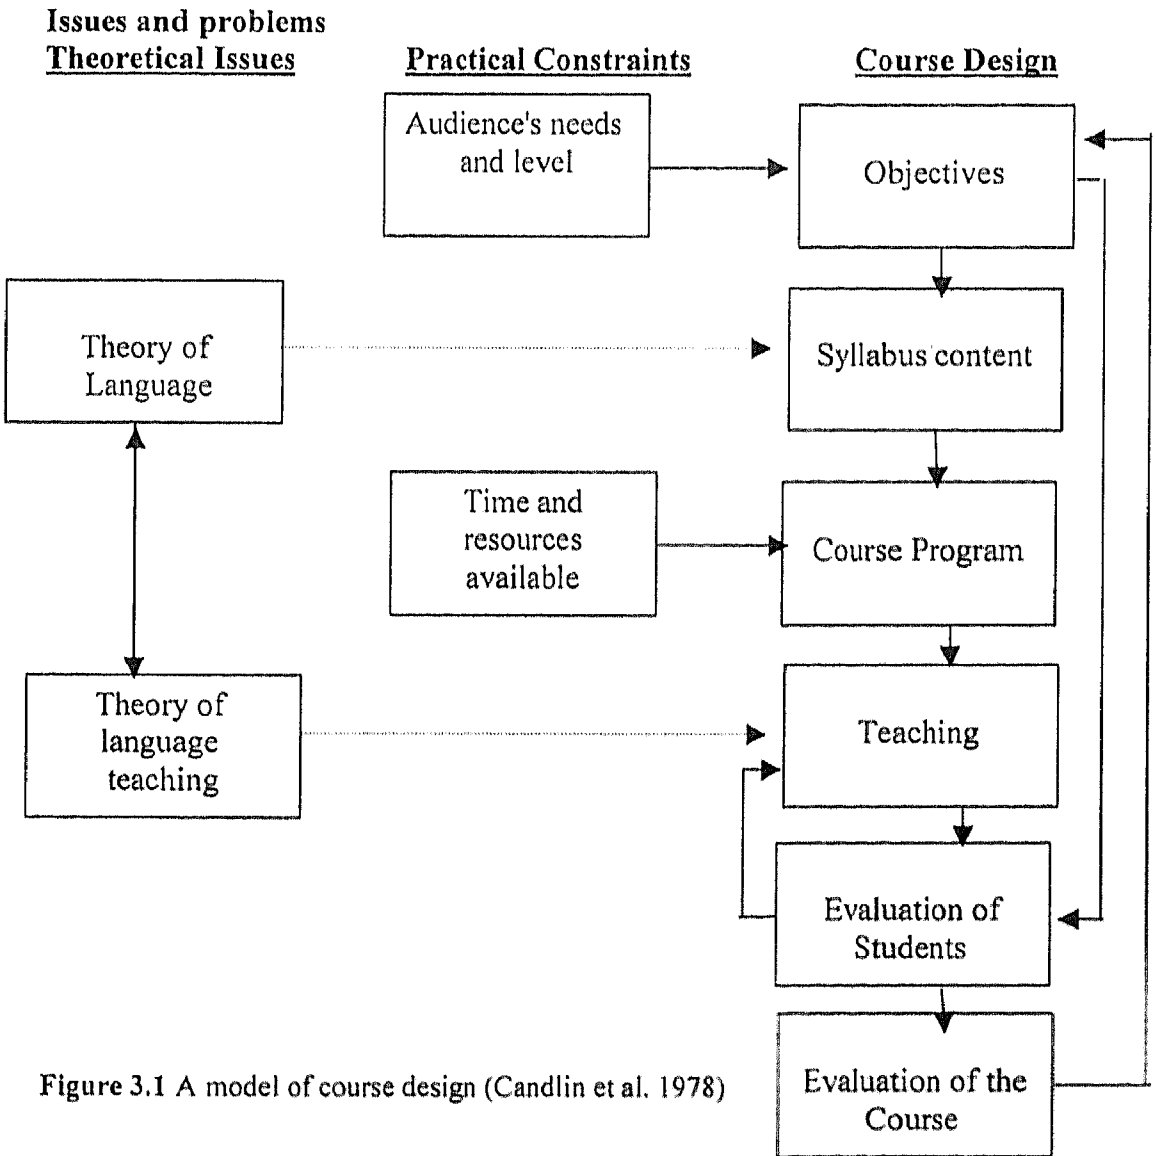 Issues and problems
Theoretical Issues
Practical Constraints
Course Design
Audience's needs
and level
Objectives
Theory of
Language
Syllabus content
Time and
resources
available
Course Program
Theory of
language
teaching
Teaching
Evaluation of
Students
Evaluation of the
Course
Figure 3.1 A model of course design (Candlin et al. 1978)